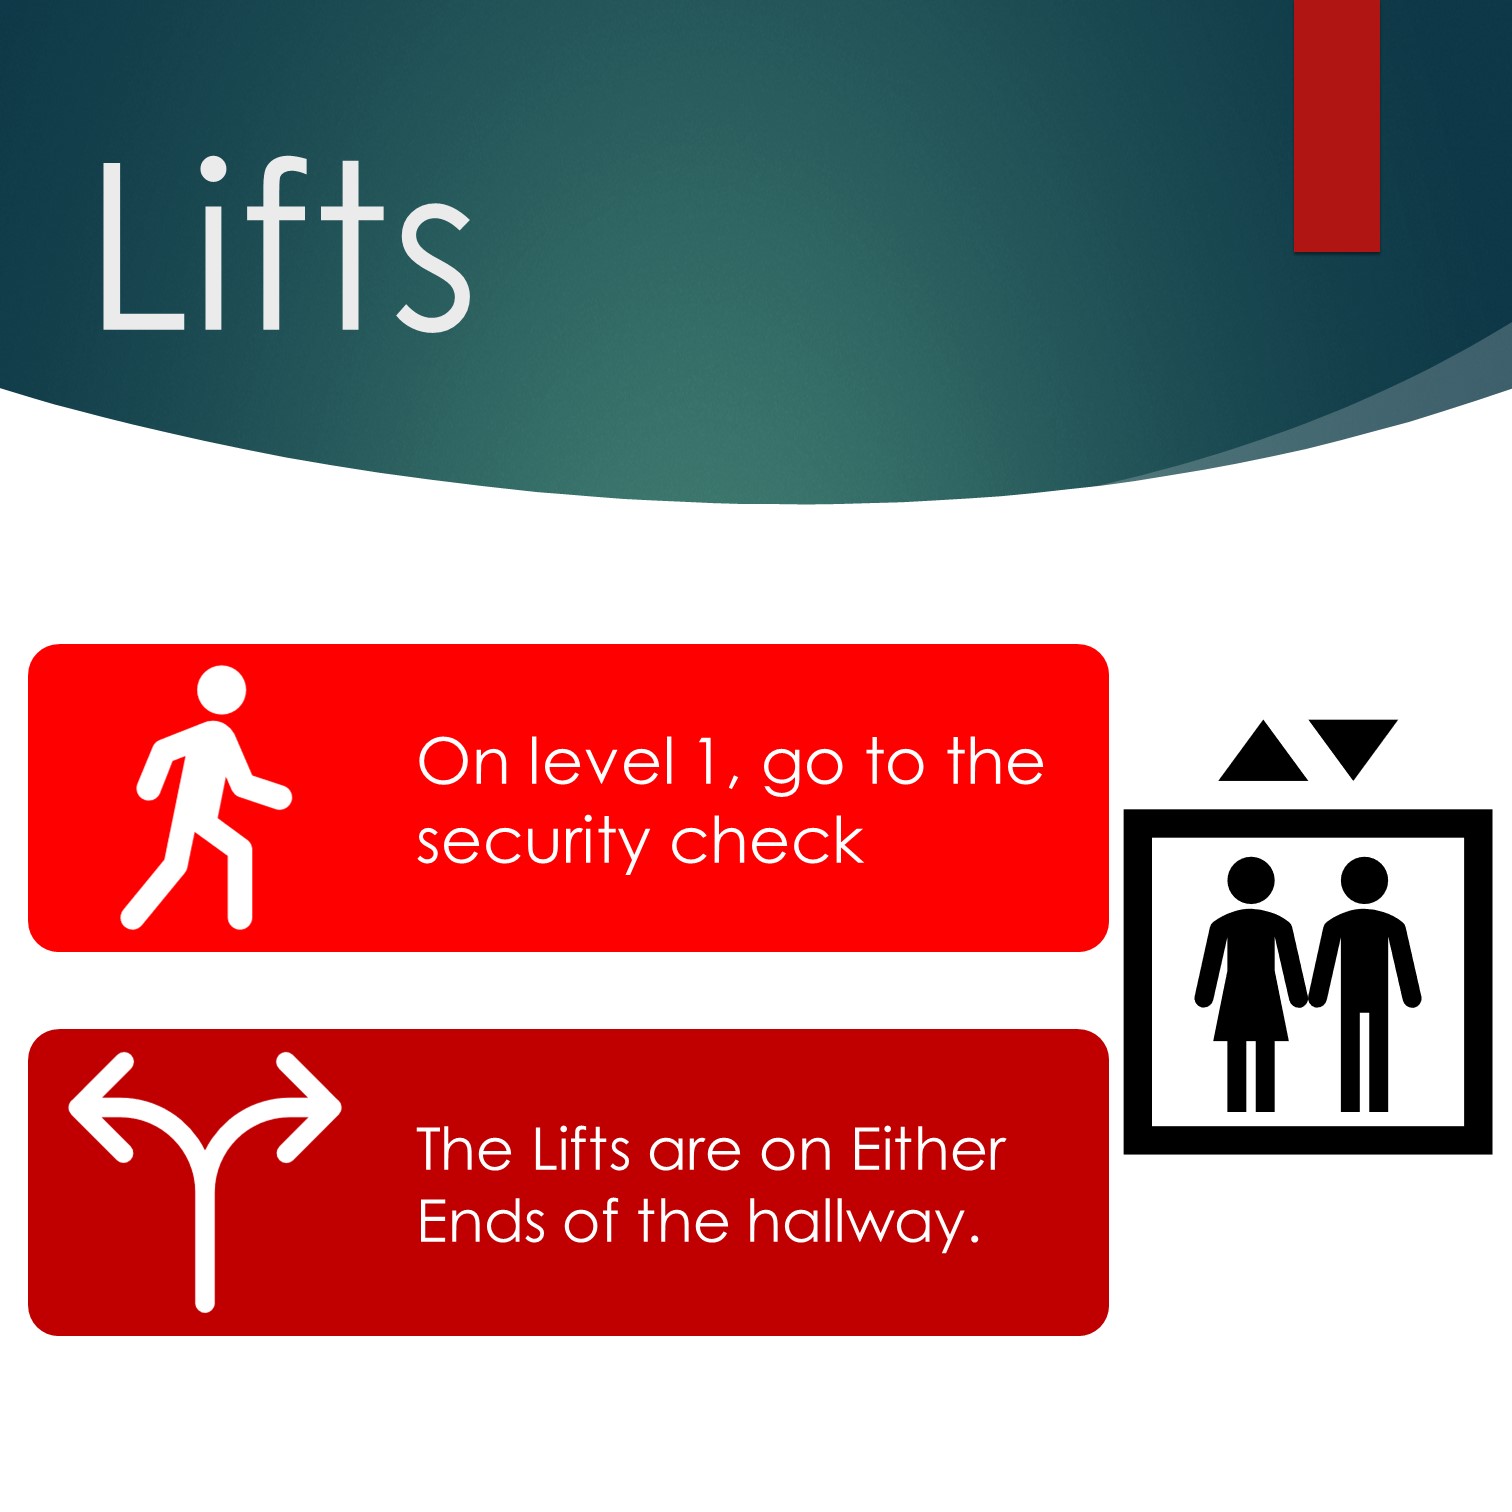 Lifts
On level 1, go to the
security check
The Lifts are on Either
Ends of the hallway.